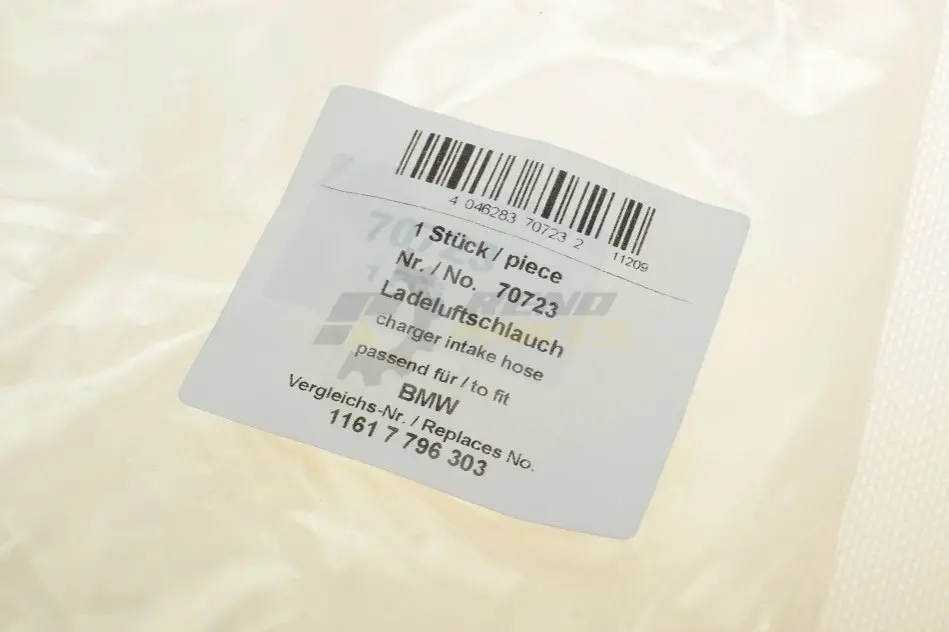 4 046283 70723 2
11209
1 Stück / piece
Nr. / No. 70723
Ladeluftschlauch
charger intake hose
passend für / to fit
BMW
Vergleichs-Nr. / Replaces No.
1161 7 796 303
70723